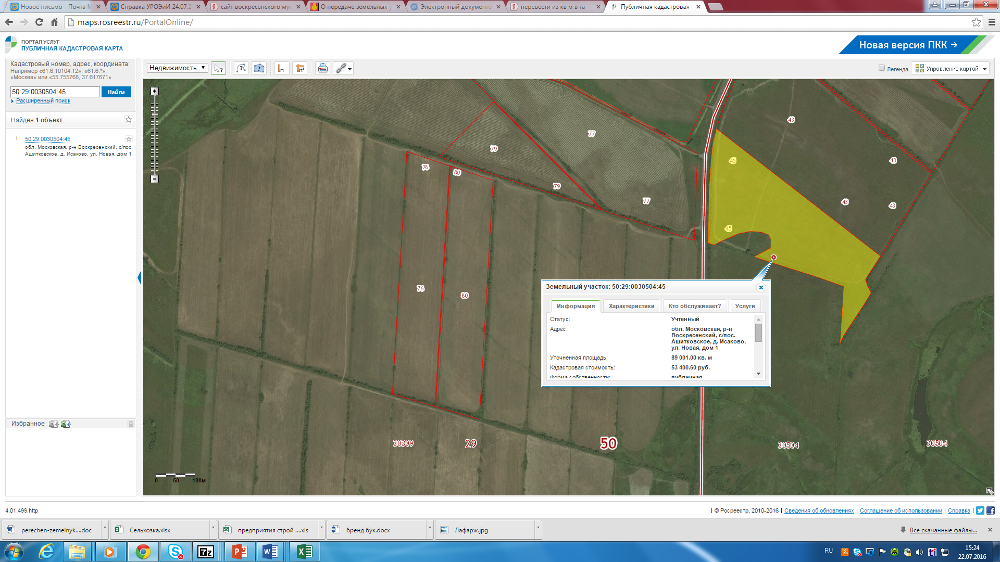 Новое письмо - Почта М
Справка УРОЭиИ 24.07.2
сайт воскресенского мун
О передаче земельных у
Электронный документо
перевести из кв м в га —
Публичная кадастровая
maps.rosreestr.ru/PortalOnline/
ПОРТАЛ УСЛУГ
ПУБЛИЧНАЯ КАДАСТРОВАЯ КАРТА
Новая версия ПКК →
Кадастровый номер, адрес, координата:
Например «61:6:10104:12», «61:6:*»,
«Москва» или «55.755768, 37.617671»
50:29:0030504:45
Найти
Расширенный поиск
Найден 1 объект
1. 50:29:0030504:45
обл. Московская, р-н Воскресенский, с/пос.
Ашитковское, д. Исаково, ул. Новая, дом 1
Избранное
Недвижимость
Легенда
Управление картой
43
77
79
45
43
76
80
79
77
43
43
45
76
80
Земельный участок: 50:29:0030504:45
Информация
Характеристики
Кто обслуживает?
Услуги
Статус: Учтенный
Адрес: обл. Московская, р-н
Воскресенский, с/пос.
Ашитковское, д. Исаково,
ул. Новая, дом 1
Уточненная площадь: 89 001.00 кв. м
Кадастровая стоимость: 53 400.60 руб.
Форма собственности: публичная
30309
29
50
30504
30504
0 50 100м
4.01.499.http
| © Росреестр, 2010-2016 | Сведения об обновлениях | Соглашение об использовании | Справка |
perechen-zemelnyk....doc
Сельхозка.xlsx
предприятия строй ....xls
бренд бук.docx
Лафарж.jpg
Все скачанные файлы...
RU
15:24
22.07.2016